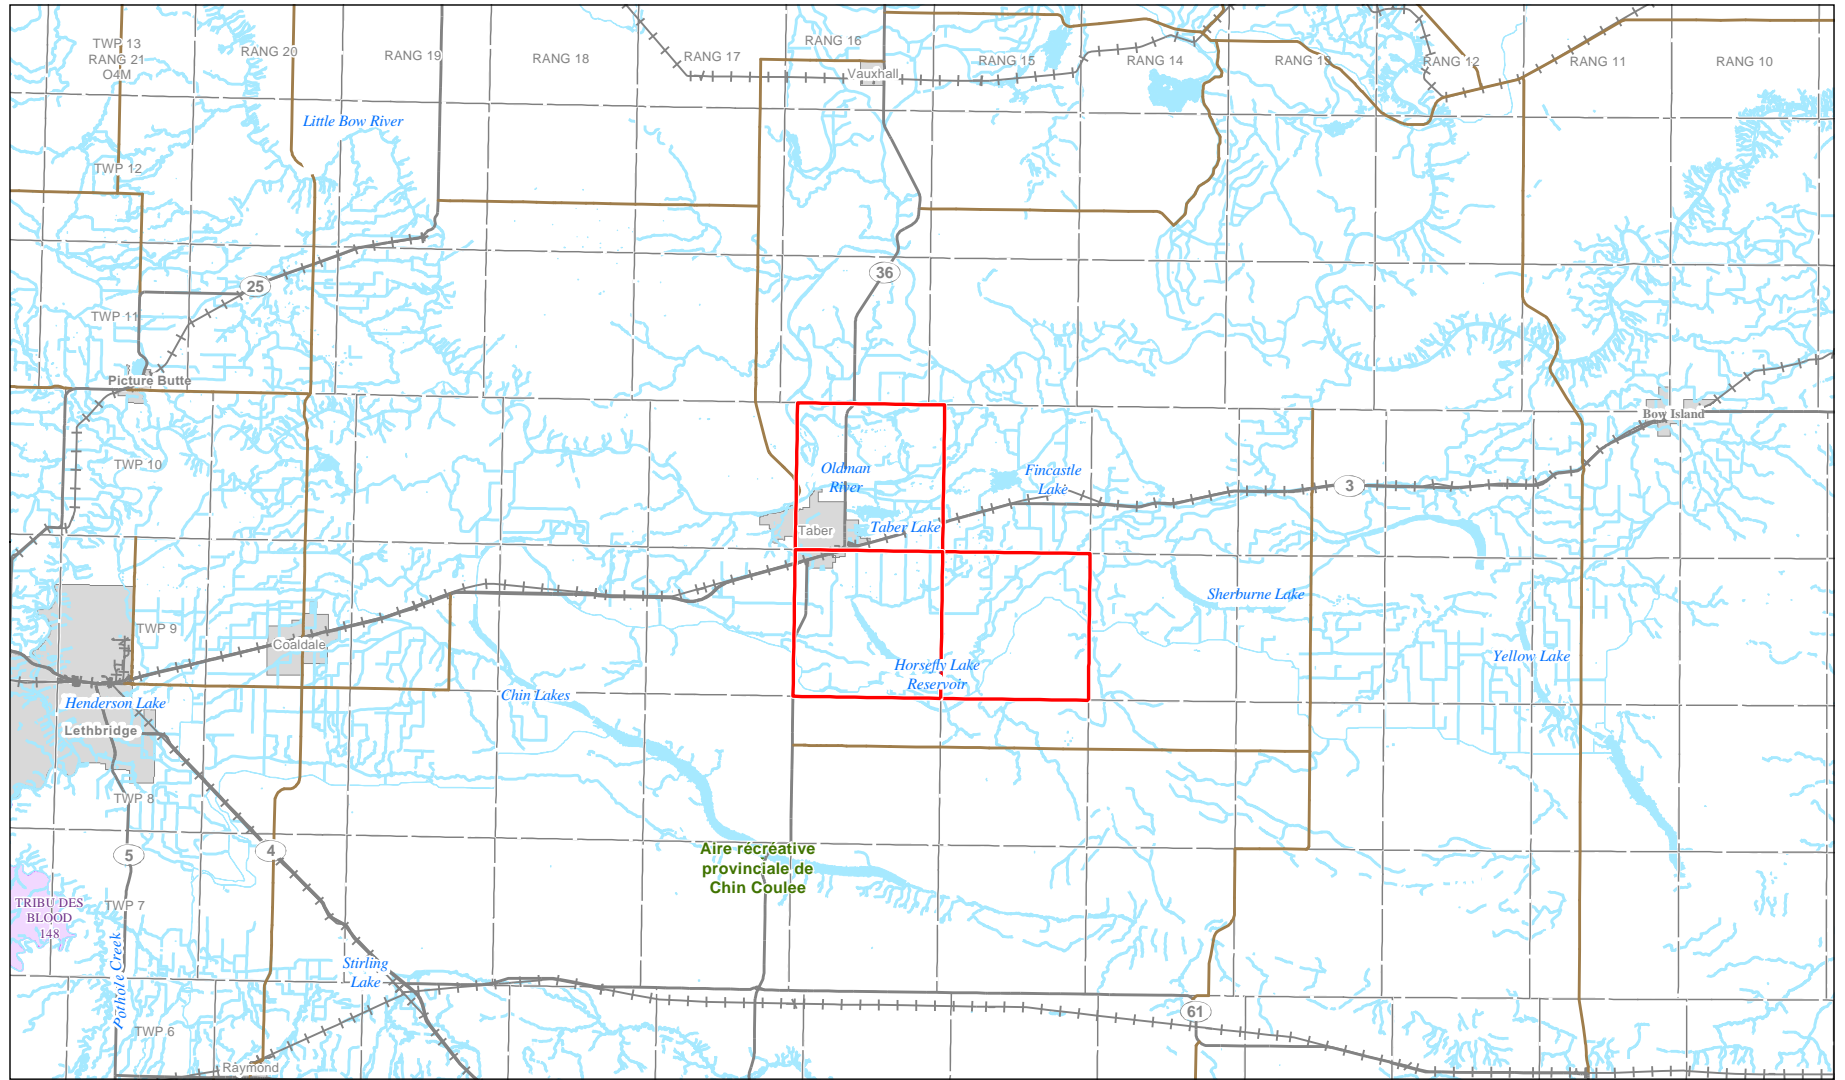 TWP 13
RANG 21
O4M
RANG 20
RANG 19
RANG 18
RANG 17
RANG 16
RANG 15
RANG 14
RANG 13
RANG 12
RANG 11
RANG 10
Vauxhall
Little Bow River
TWP 12
36
25
TWP 11
Picture Butte
Bow Island
TWP 10
Oldman
River
Fincastle
Lake
3
Taber
Taber Lake
Sherburne Lake
TWP 9
Coaldale
Horsefly Lake
Reservoir
Yellow Lake
Chin Lakes
Henderson Lake
Lethbridge
TWP 8
5
4
Aire récréative
provinciale de
Chin Coulee
TRIBU DES
BLOOD
148
TWP 7
Pothole Creek
Stirling
Lake
61
TWP 6
Raymond